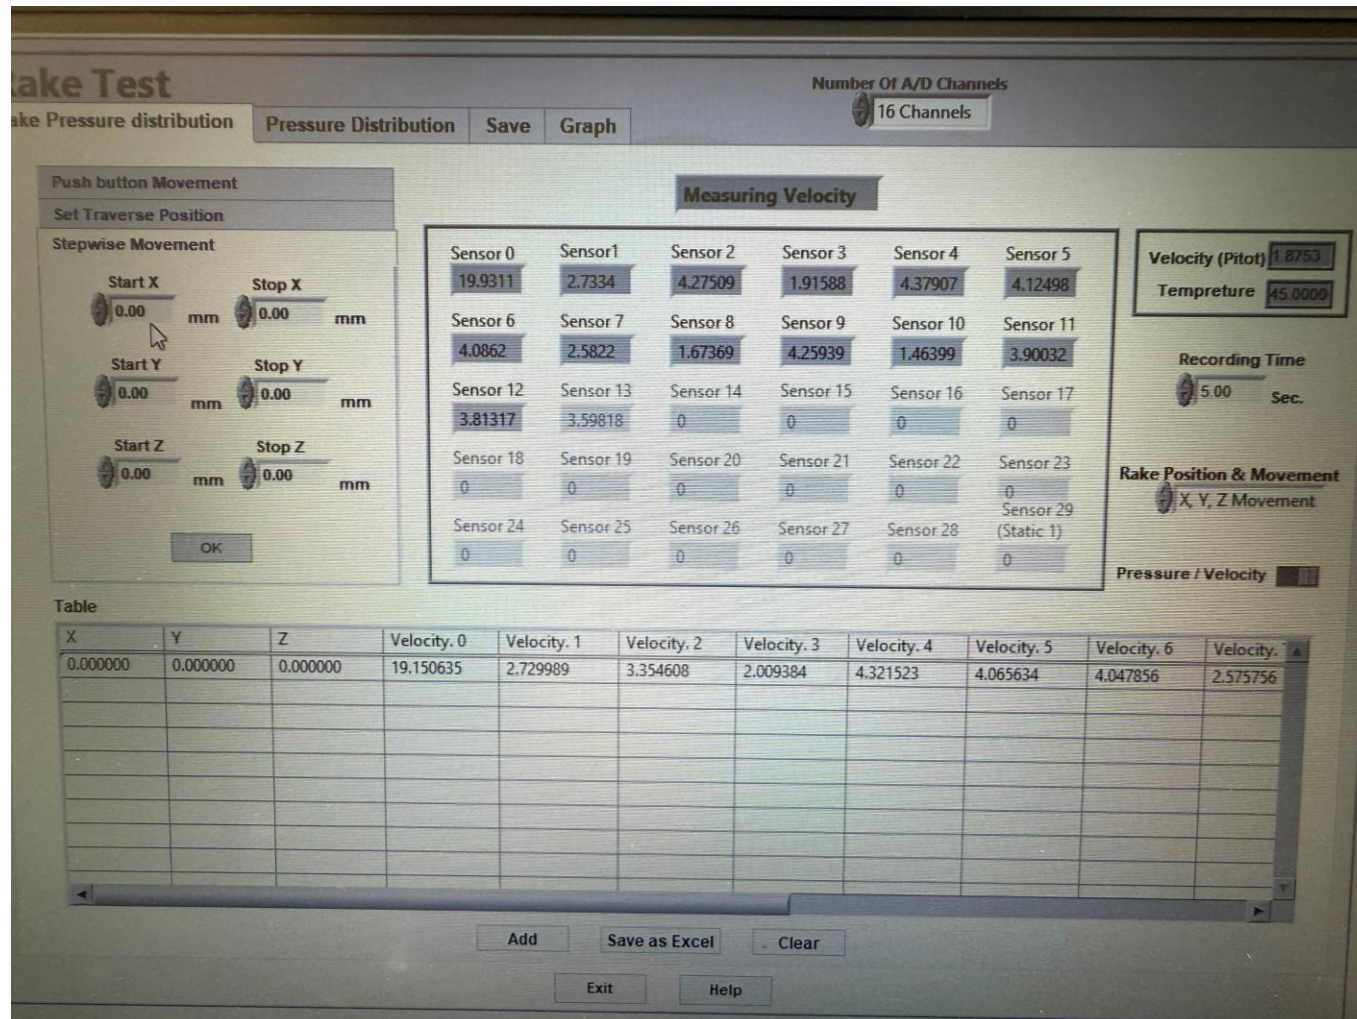 ake Test
Number Of A/D Channels
16 Channels
ake Pressure distribution
Pressure Distribution
Save
Graph
Push button Movement
Set Traverse Position
Stepwise Movement
Start X
Stop X
0.00 mm
0.00 mm
Start Y
Stop Y
0.00 mm
0.00 mm
Start Z
Stop Z
0.00 mm
0.00 mm
OK
Measuring Velocity
Sensor 0 Sensor1 Sensor 2 Sensor 3 Sensor 4 Sensor 5
19.9311 2.7334 4.27509 1.91588 4.37907 4.12498
Sensor 6 Sensor 7 Sensor 8 Sensor 9 Sensor 10 Sensor 11
4.0862 2.5822 1.67369 4.25939 1.46399 3.90032
Sensor 12 Sensor 13 Sensor 14 Sensor 15 Sensor 16 Sensor 17
3.81317 3.59818 0 0 0 0
Sensor 18 Sensor 19 Sensor 20 Sensor 21 Sensor 22 Sensor 23
0 0 0 0 0 0
Sensor 24 Sensor 25 Sensor 26 Sensor 27 Sensor 28 Sensor 29
(Static 1)
0 0 0 0 0 0
Velocity (Pitot) 1.8753
Tempreture 45.0000
Recording Time
5.00 Sec.
Rake Position & Movement
X, Y, Z Movement
Pressure / Velocity
Table
X Y Z Velocity. 0 Velocity. 1 Velocity. 2 Velocity. 3 Velocity. 4 Velocity. 5 Velocity. 6 Velocity.
0.000000 0.000000 0.000000 19.150635 2.729989 3.354608 2.009384 4.321523 4.065634 4.047856 2.575756
Add
Save as Excel
Clear
Exit
Help